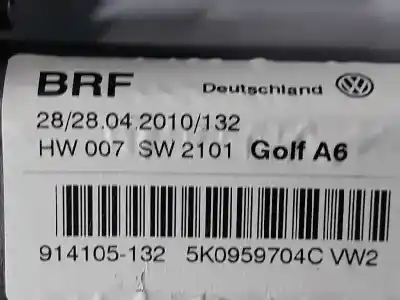 BRF Deutschland
28/28.04.2010/132
HW 007 SW 2101 Golf A6
914105-132 5K0959704C VW2